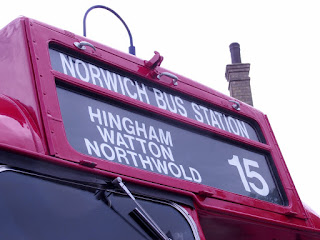 NORWICH BUS STATION
HINGHAM
WATTON
NORTHWOLD
15